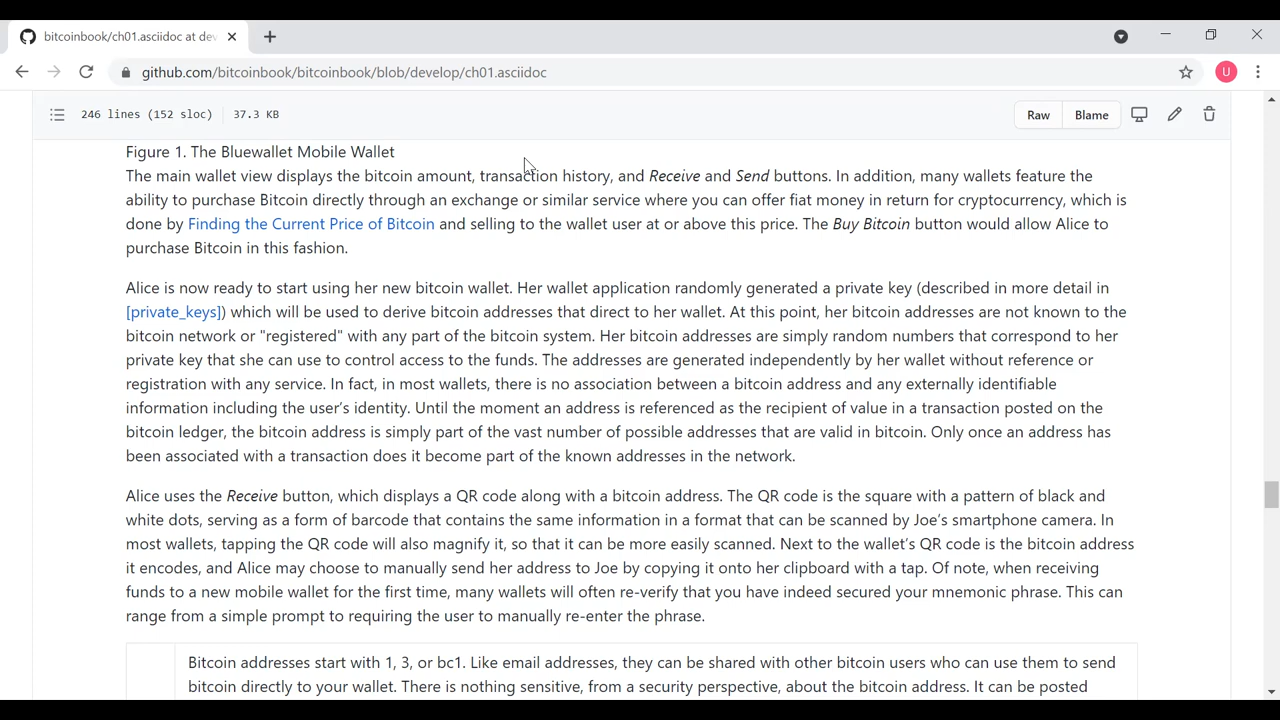 bitcoinbook/ch01.asciidoc at dev
github.com/bitcoinbook/bitcoinbook/blob/develop/ch01.asciidoc
U
246 lines (152 sloc) 37.3 KB
Raw
Blame
Figure 1. The Bluewallet Mobile Wallet
The main wallet view displays the bitcoin amount, transaction history, and Receive and Send buttons. In addition, many wallets feature the
ability to purchase Bitcoin directly through an exchange or similar service where you can offer fiat money in return for cryptocurrency, which is
done by Finding the Current Price of Bitcoin and selling to the wallet user at or above this price. The Buy Bitcoin button would allow Alice to
purchase Bitcoin in this fashion.
Alice is now ready to start using her new bitcoin wallet. Her wallet application randomly generated a private key (described in more detail in
[private_keys]) which will be used to derive bitcoin addresses that direct to her wallet. At this point, her bitcoin addresses are not known to the
bitcoin network or "registered" with any part of the bitcoin system. Her bitcoin addresses are simply random numbers that correspond to her
private key that she can use to control access to the funds. The addresses are generated independently by her wallet without reference or
registration with any service. In fact, in most wallets, there is no association between a bitcoin address and any externally identifiable
information including the user's identity. Until the moment an address is referenced as the recipient of value in a transaction posted on the
bitcoin ledger, the bitcoin address is simply part of the vast number of possible addresses that are valid in bitcoin. Only once an address has
been associated with a transaction does it become part of the known addresses in the network.
Alice uses the Receive button, which displays a QR code along with a bitcoin address. The QR code is the square with a pattern of black and
white dots, serving as a form of barcode that contains the same information in a format that can be scanned by Joe's smartphone camera. In
most wallets, tapping the QR code will also magnify it, so that it can be more easily scanned. Next to the wallet's QR code is the bitcoin address
it encodes, and Alice may choose to manually send her address to Joe by copying it onto her clipboard with a tap. Of note, when receiving
funds to a new mobile wallet for the first time, many wallets will often re-verify that you have indeed secured your mnemonic phrase. This can
range from a simple prompt to requiring the user to manually re-enter the phrase.
Bitcoin addresses start with 1, 3, or bc1. Like email addresses, they can be shared with other bitcoin users who can use them to send
bitcoin directly to your wallet. There is nothing sensitive, from a security perspective, about the bitcoin address. It can be posted